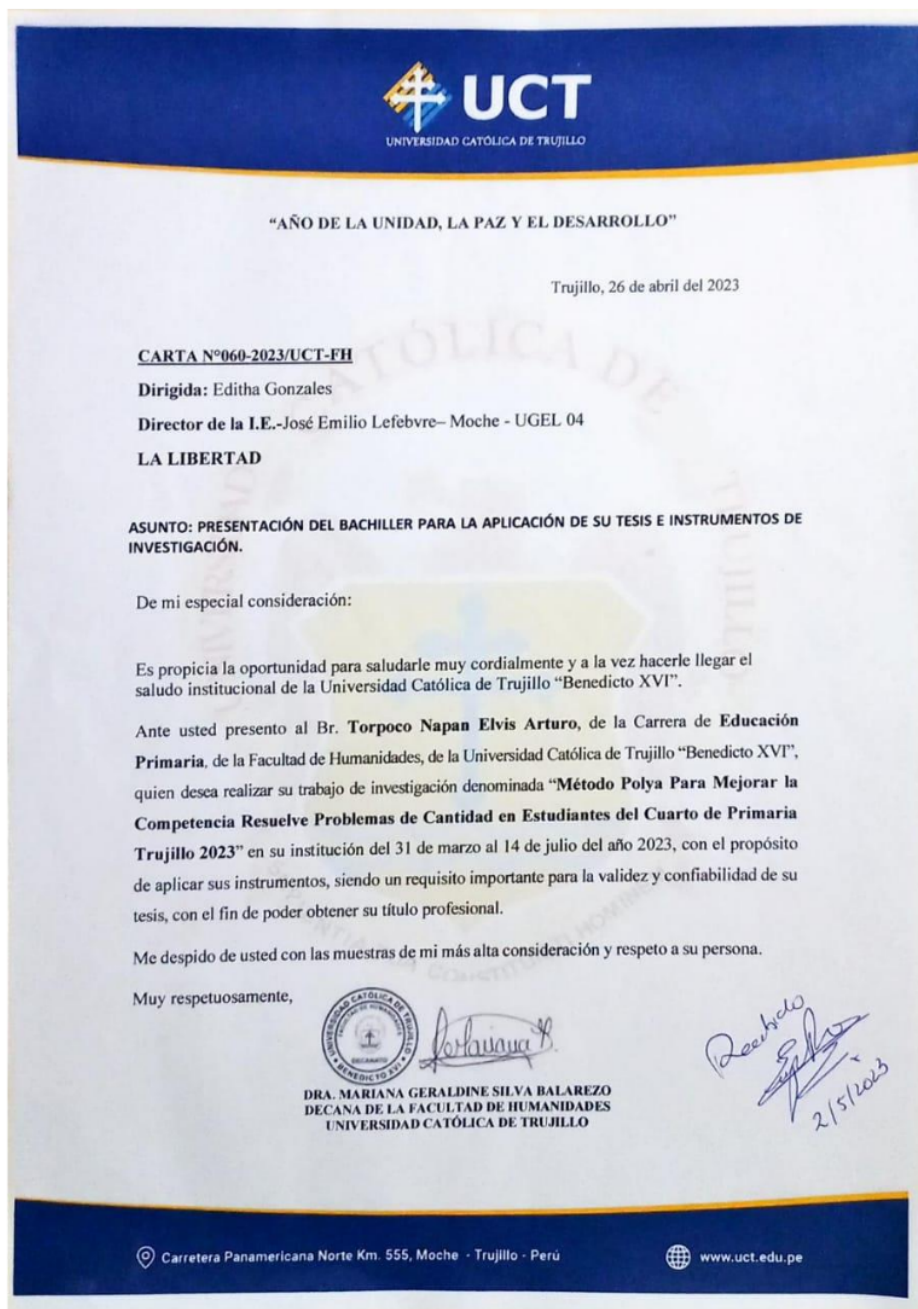 UCT
UNIVERSIDAD CATÓLICA DE TRUJILLO
“AÑO DE LA UNIDAD, LA PAZ Y EL DESARROLLO”
Trujillo, 26 de abril del 2023
CARTA N°060-2023/UCT-FH
Dirigida: Editha Gonzales
Director de la I.E.-José Emilio Lefebvre– Moche - UGEL 04
LA LIBERTAD
ASUNTO: PRESENTACIÓN DEL BACHILLER PARA LA APLICACIÓN DE SU TESIS E INSTRUMENTOS DE
INVESTIGACIÓN.
De mi especial consideración:
Es propicia la oportunidad para saludarle muy cordialmente y a la vez hacerle llegar el
saludo institucional de la Universidad Católica de Trujillo “Benedicto XVI”.
Ante usted presento al Br. Torpoco Napan Elvis Arturo, de la Carrera de Educación
Primaria, de la Facultad de Humanidades, de la Universidad Católica de Trujillo “Benedicto XVI”,
quien desea realizar su trabajo de investigación denominada “Método Polya Para Mejorar la
Competencia Resuelve Problemas de Cantidad en Estudiantes del Cuarto de Primaria
Trujillo 2023” en su institución del 31 de marzo al 14 de julio del año 2023, con el propósito
de aplicar sus instrumentos, siendo un requisito importante para la validez y confiabilidad de su
tesis, con el fin de poder obtener su título profesional.
Me despido de usted con las muestras de mi más alta consideración y respeto a su persona.
Muy respetuosamente,
UNIVERSIDAD CATÓLICA DE TRUJILLO
FACULTAD DE HUMANIDADES
DECANATO
BENEDICTO XVI
DRA. MARIANA GERALDINE SILVA BALAREZO
DECANA DE LA FACULTAD DE HUMANIDADES
UNIVERSIDAD CATÓLICA DE TRUJILLO
Recibido
2/5/2023
Carretera Panamericana Norte Km. 555, Moche - Trujillo - Perú
www.uct.edu.pe